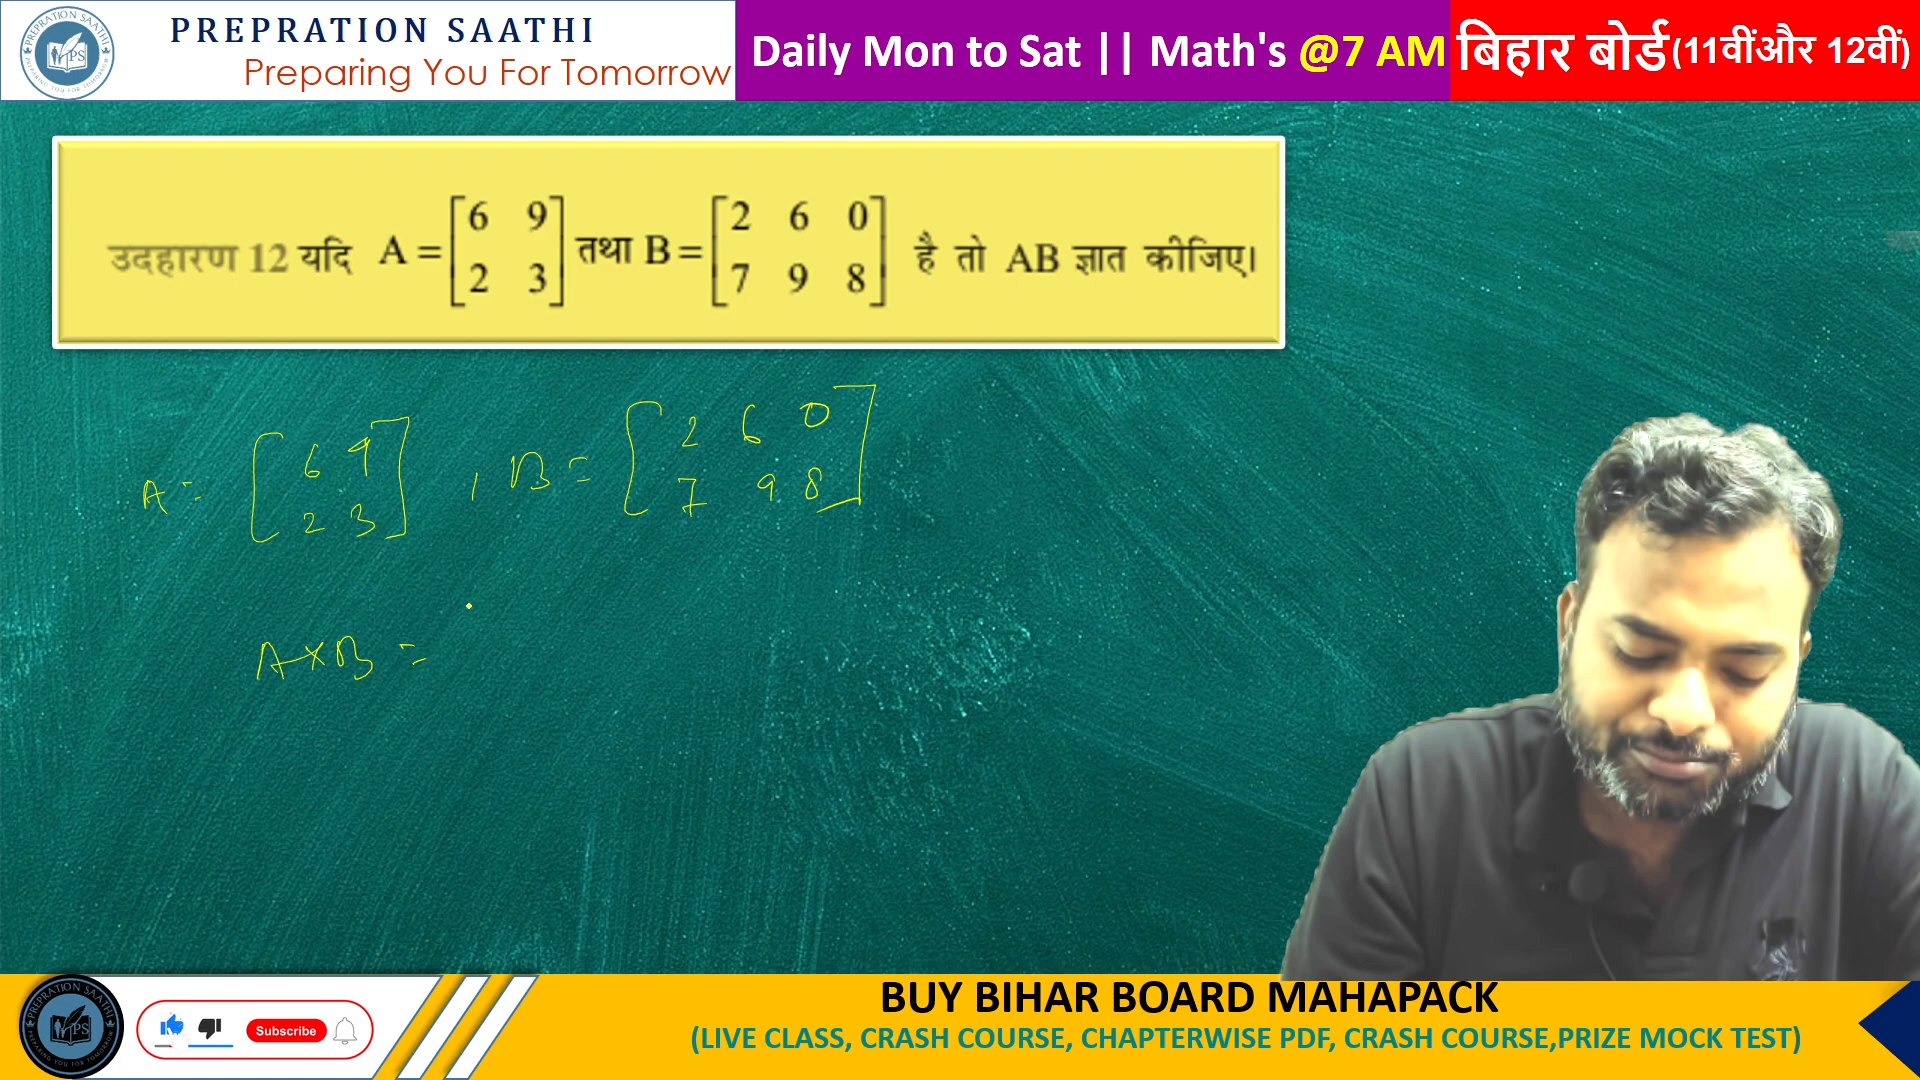 PREPRATION SAATHI
Preparing You For Tomorrow
Daily Mon to Sat || Math's @7 AM
बिहार बोर्ड(11वींऔर 12वीं)
उदहारण 12 यदि A = [6 9 तथा B = [2 6 0 है तो AB ज्ञात कीजिए।
2 3] 7 9 8]
A = [6 9 , B = [2 6 0
2 3] 7 9 8]
A×B =
PREPRATION SAATHI
PS
Subscribe
BUY BIHAR BOARD MAHAPACK
(LIVE CLASS, CRASH COURSE, CHAPTERWISE PDF, CRASH COURSE,PRIZE MOCK TEST)